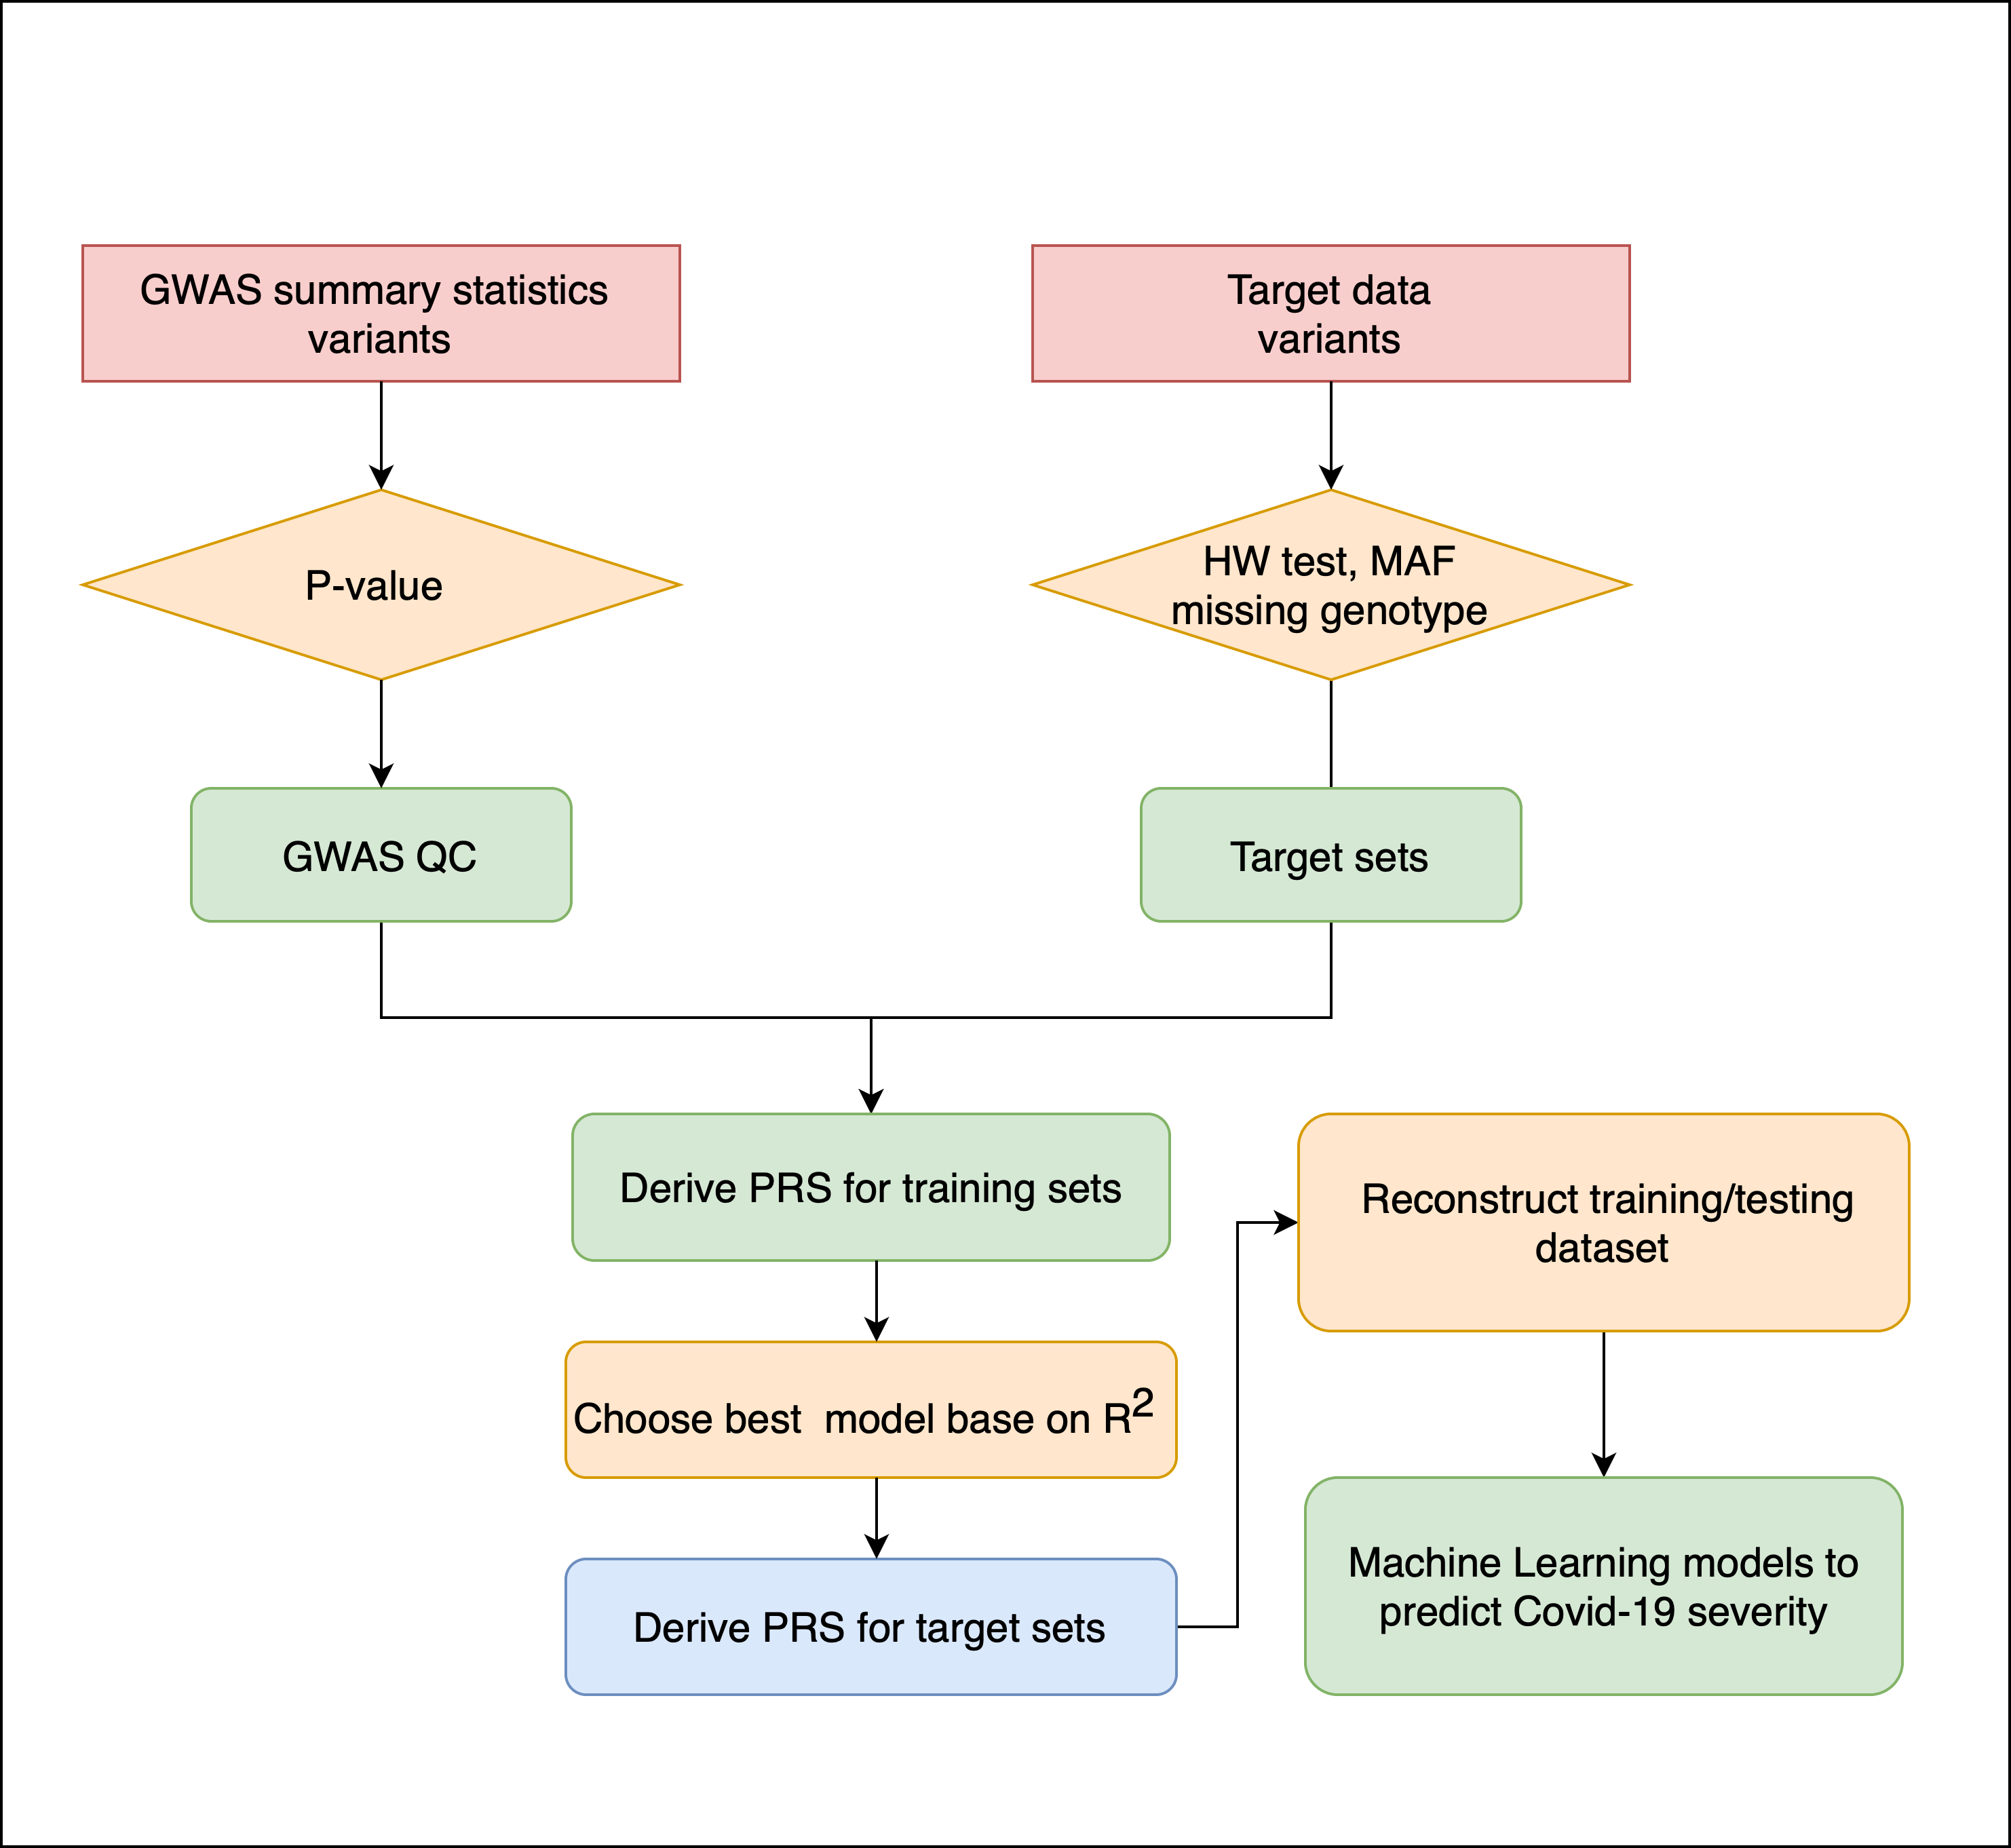 GWAS summary statistics
variants
Target data
variants
P-value
HW test, MAF
missing genotype
GWAS QC
Target sets
Derive PRS for training sets
Reconstruct training/testing
dataset
Choose best  model base on R²
Machine Learning models to
predict Covid-19 severity
Derive PRS for target sets